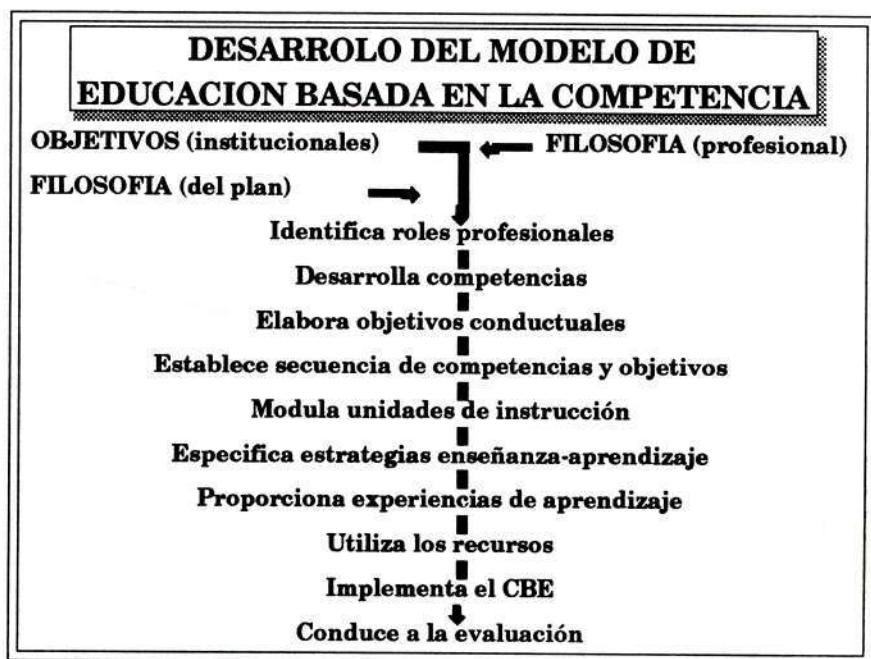 DESARROLO DEL MODELO DE
EDUCACION BASADA EN LA COMPETENCIA
OBJETIVOS (institucionales)
FILOSOFIA (profesional)
FILOSOFIA (del plan)
Identifica roles profesionales
Desarrolla competencias
Elabora objetivos conductuales
Establece secuencia de competencias y objetivos
Modula unidades de instrucción
Especifica estrategias enseñanza-aprendizaje
Proporciona experiencias de aprendizaje
Utiliza los recursos
Implementa el CBE
Conduce a la evaluación